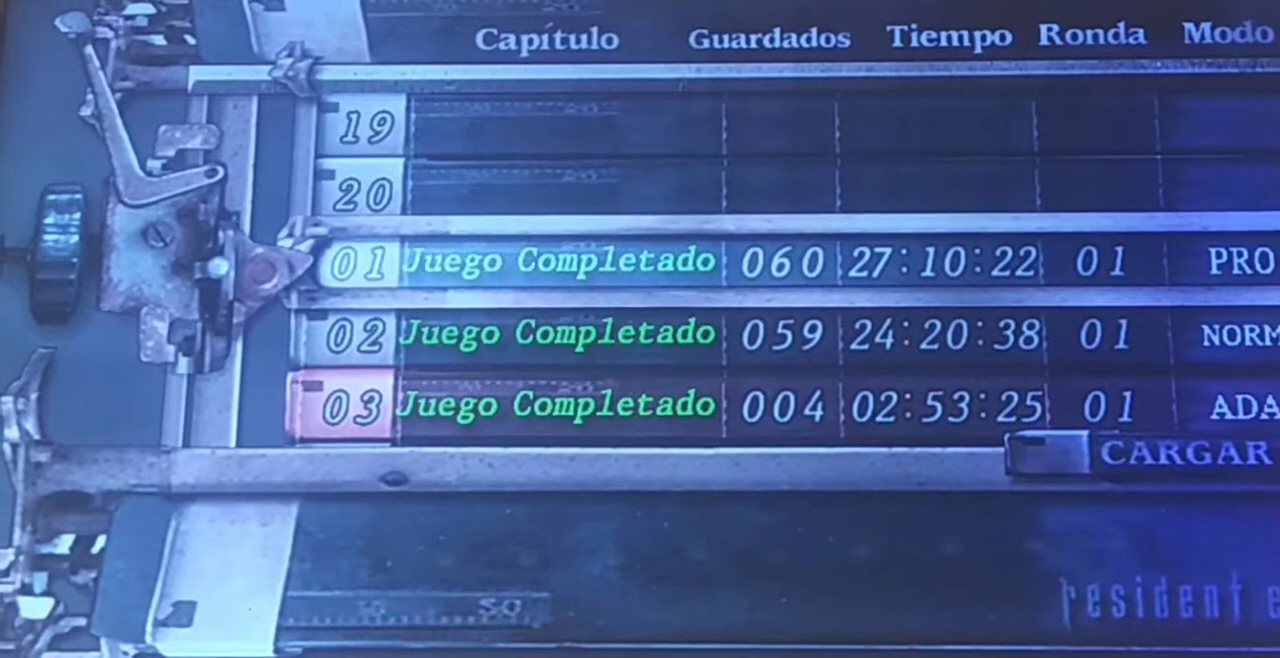 Capítulo Guardados Tiempo Ronda Modo
19
20
01 Juego Completado 060 27:10:22 01 PRO
02 Juego Completado 059 24:20:38 01 NORM
03 Juego Completado 004 02:53:25 01 ADA
CARGAR
50
resident e